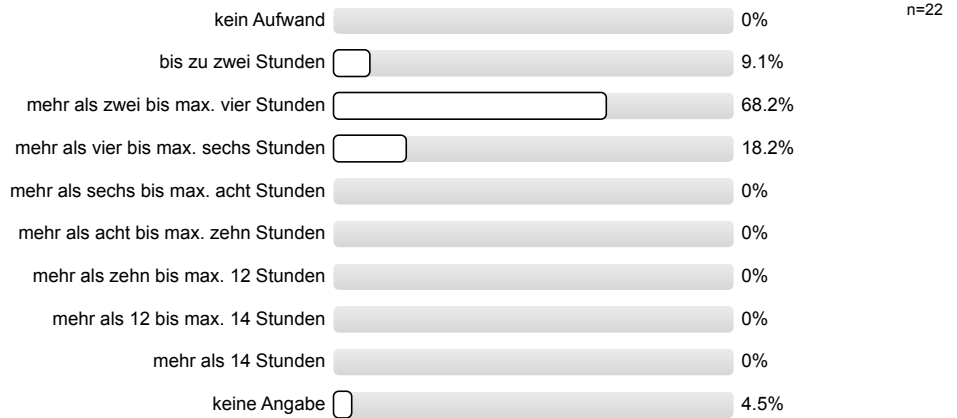 n=22
kein Aufwand 0%
bis zu zwei Stunden 9.1%
mehr als zwei bis max. vier Stunden 68.2%
mehr als vier bis max. sechs Stunden 18.2%
mehr als sechs bis max. acht Stunden 0%
mehr als acht bis max. zehn Stunden 0%
mehr als zehn bis max. 12 Stunden 0%
mehr als 12 bis max. 14 Stunden 0%
mehr als 14 Stunden 0%
keine Angabe 4.5%